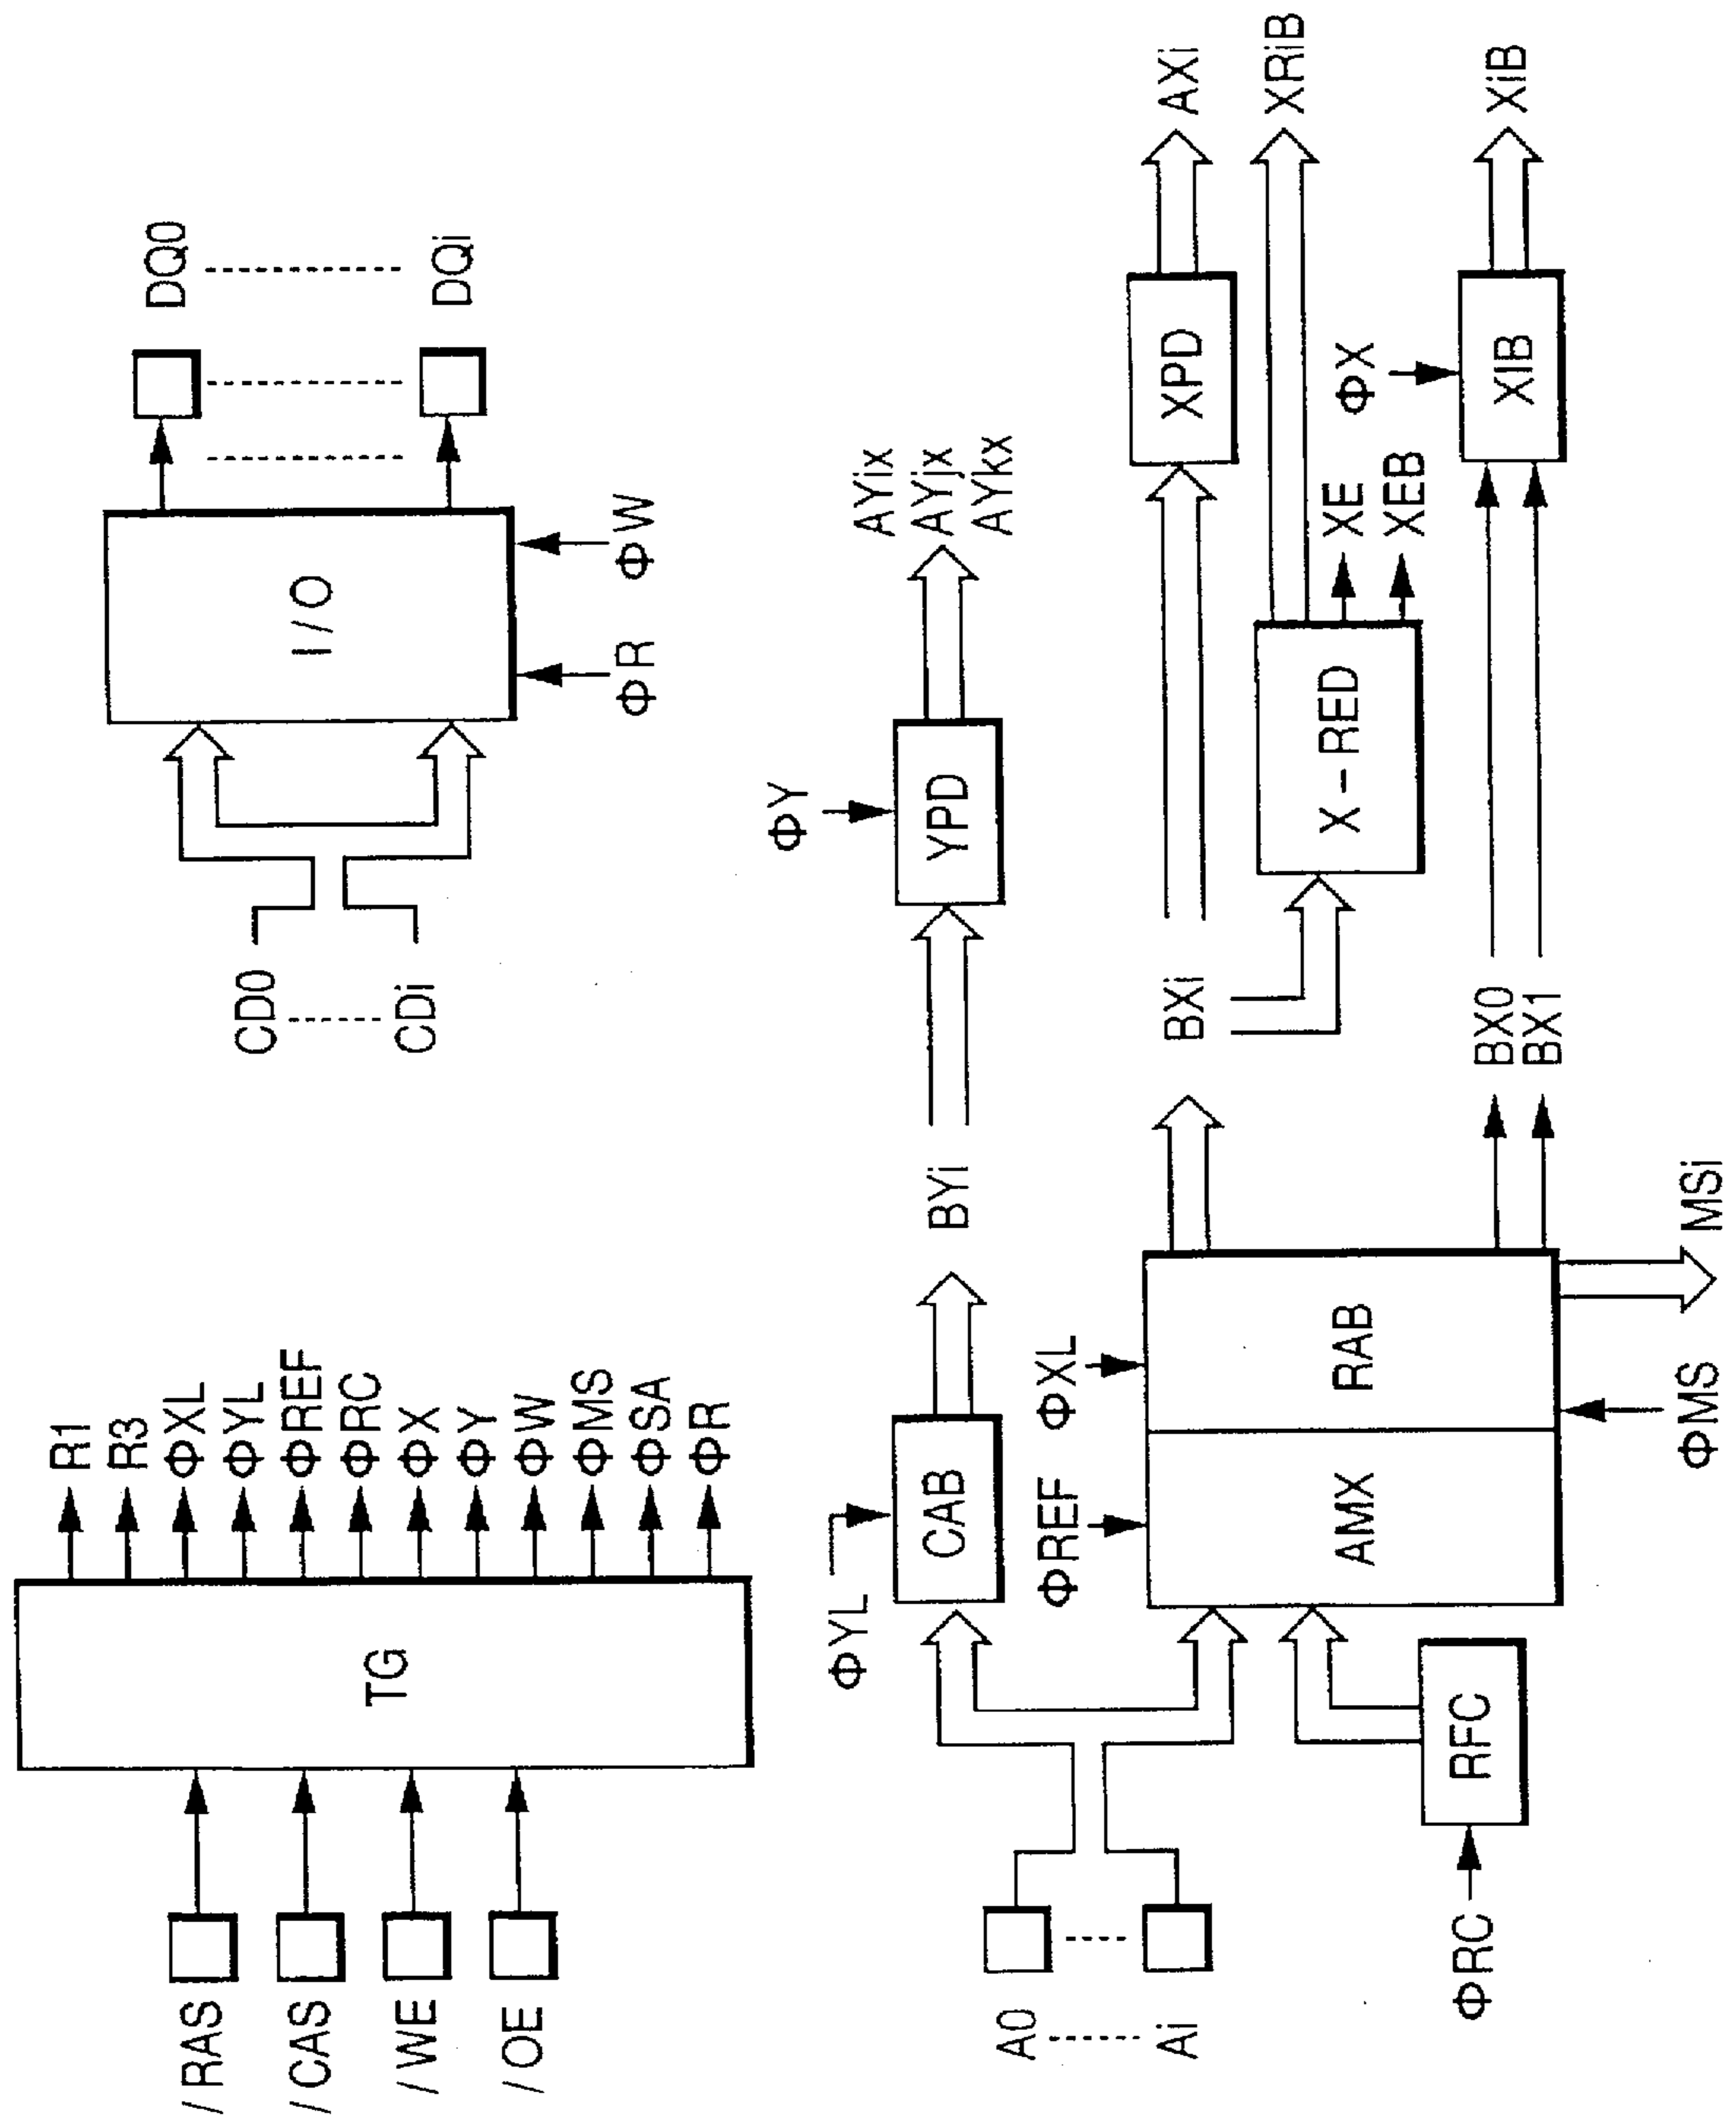 /RAS
/CAS
/WE
/OE
TG
R1
R3
ΦXL
ΦYL
ΦREF
ΦRC
ΦX
ΦY
ΦW
ΦMS
ΦSA
ΦR
CD0
CDi
I/O
ΦR
ΦW
DQ0
DQi
A0
Ai
ΦYL
CAB
BYi
ΦY
YPD
AYix
AYjx
AYkx
ΦREF
ΦXL
AMX
RAB
ΦRC
RFC
ΦMS
MSi
BXi
BX0
BX1
XPD
AXi
X-RED
XRiB
XE
XEB
ΦX
XIB
XiB